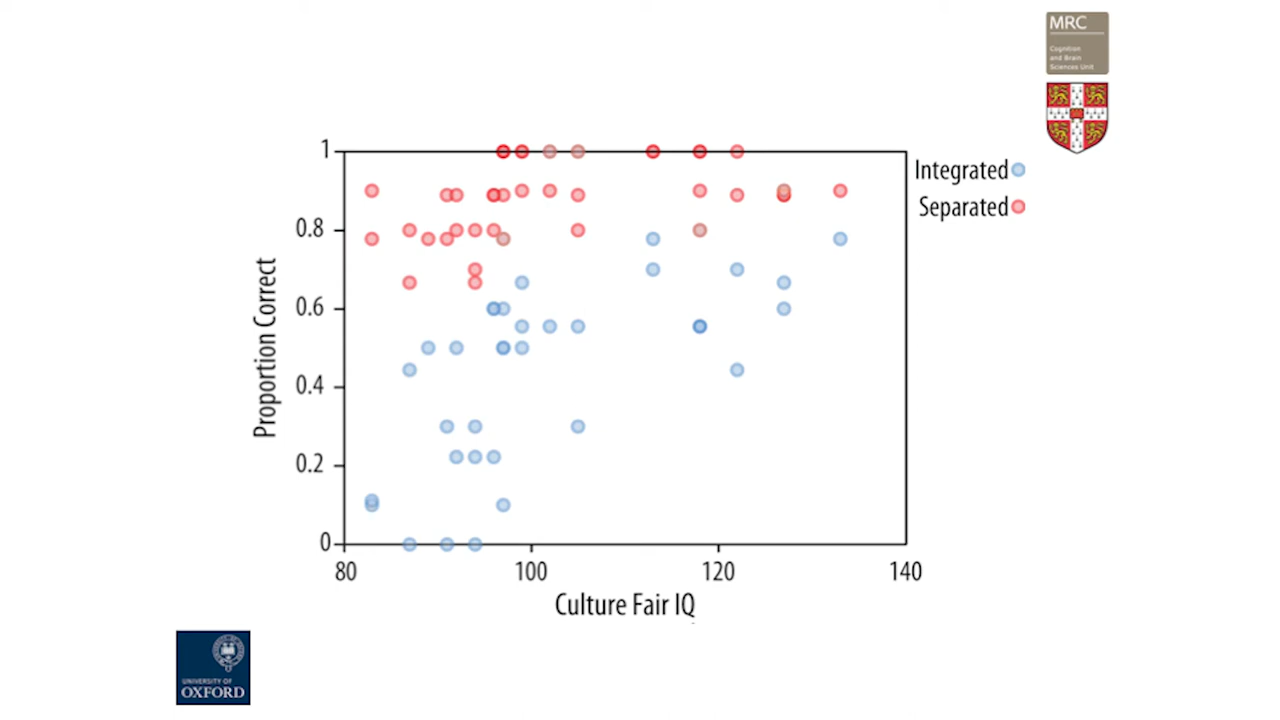 MRC
Cognition
and Brain
Sciences Unit
Integrated
Separated
Proportion Correct
1
0.8
0.6
0.4
0.2
0
80
100
120
140
Culture Fair IQ
UNIVERSITY OF
OXFORD